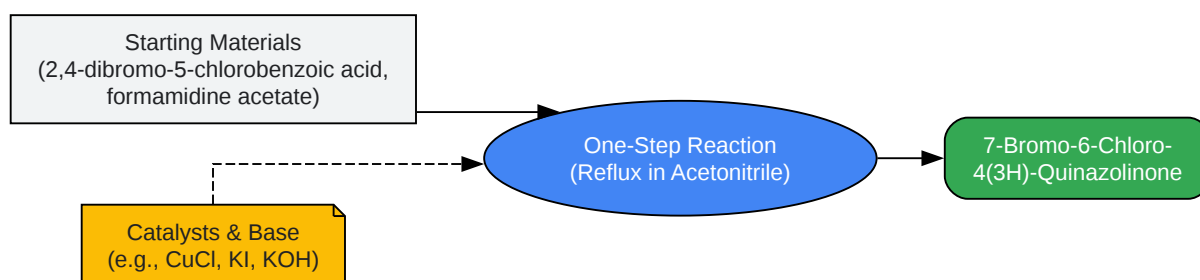 Starting Materials
(2,4-dibromo-5-chlorobenzoic acid,
formamidine acetate)
One-Step Reaction
(Reflux in Acetonitrile)
7-Bromo-6-Chloro-
4(3H)-Quinazolinone
Catalysts & Base
(e.g., CuCl, KI, KOH)